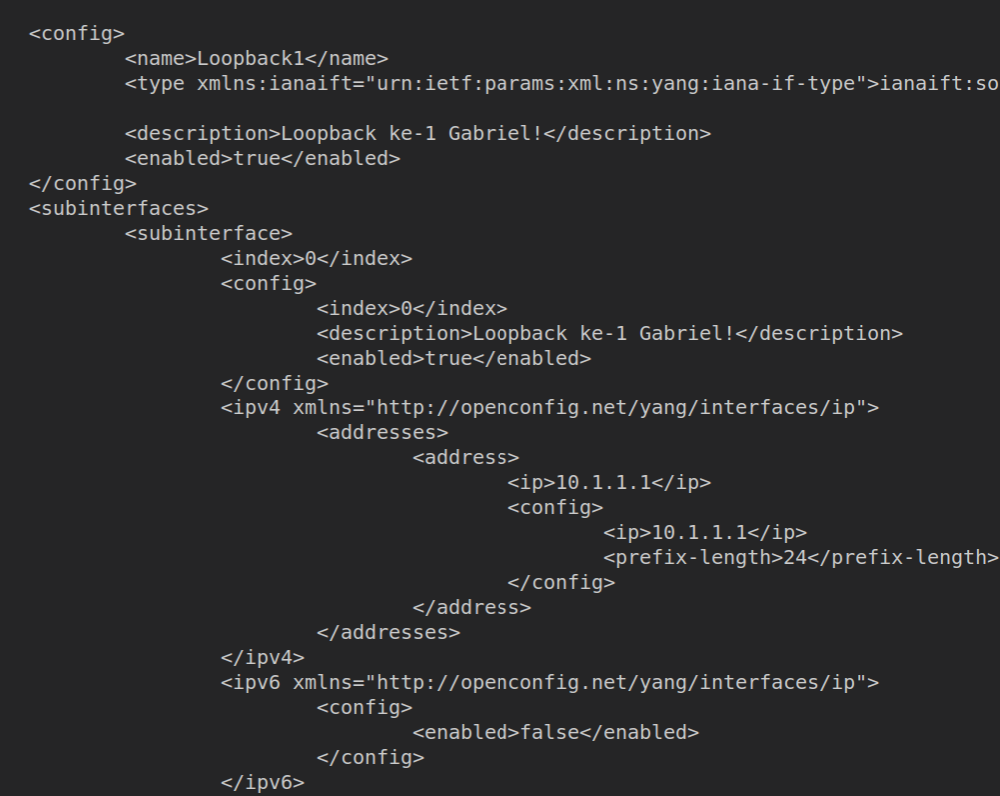 <config>
<name>Loopback1</name>
<type xmlns:ianaift="urn:ietf:params:xml:ns:yang:iana-if-type">ianaift:so
<description>Loopback ke-1 Gabriel!</description>
<enabled>true</enabled>
</config>
<subinterfaces>
<subinterface>
<index>0</index>
<config>
<index>0</index>
<description>Loopback ke-1 Gabriel!</description>
<enabled>true</enabled>
</config>
<ipv4 xmlns="http://openconfig.net/yang/interfaces/ip">
<addresses>
<address>
<ip>10.1.1.1</ip>
<config>
<ip>10.1.1.1</ip>
<prefix-length>24</prefix-length>
</config>
</address>
</addresses>
</ipv4>
<ipv6 xmlns="http://openconfig.net/yang/interfaces/ip">
<config>
<enabled>false</enabled>
</config>
</ipv6>